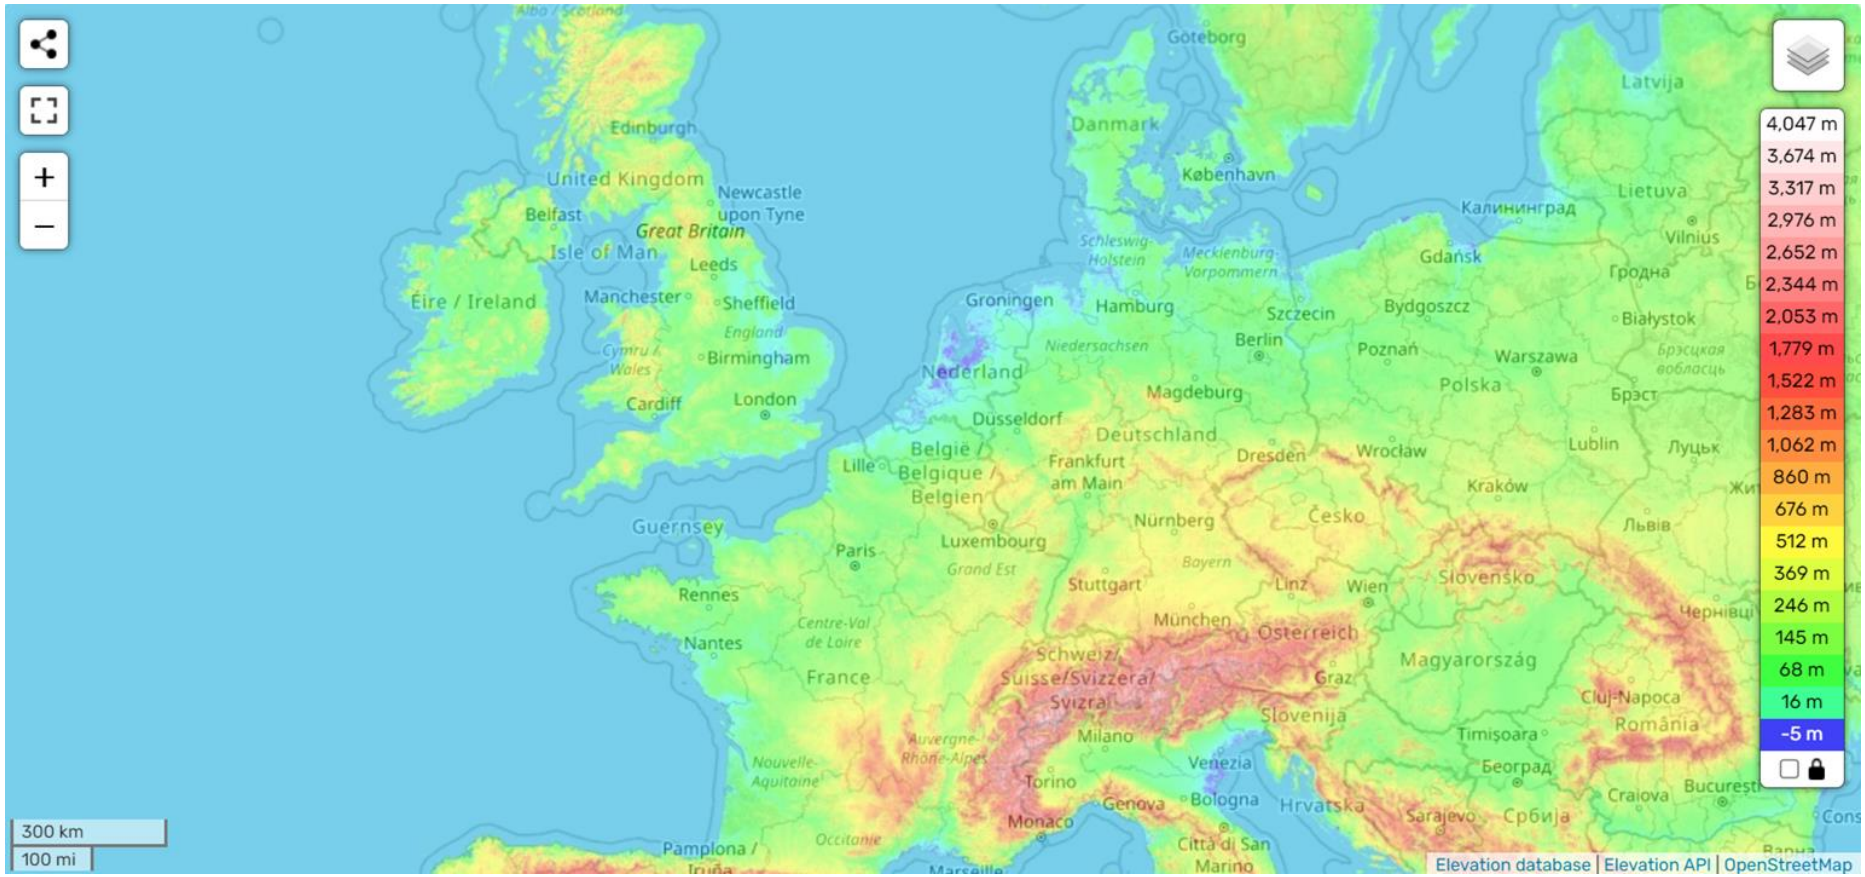 Alba / Scotland
Göteborg
Latvija
Edinburgh
Danmark
København
United Kingdom
Newcastle
upon Tyne
Lietuva
Belfast
Калининград
Great Britain
Vilnius
Isle of Man
Schleswig-
Holstein
Mecklenburg-
Vorpommern
Gdańsk
Leeds
Гродна
Éire / Ireland
Manchester
Sheffield
Groningen
Hamburg
Szczecin
Bydgoszcz
Białystok
England
Cymru /
Wales
Birmingham
Niedersachsen
Berlin
Poznań
Warszawa
Брэсцкая
вобласць
Nederland
Cardiff
London
Magdeburg
Polska
Брэст
Düsseldorf
Deutschland
België /
Belgique /
Belgien
Lille
Frankfurt
am Main
Dresden
Wrocław
Lublin
Луцьк
Kraków
Guernsey
Nürnberg
Česko
Львів
Paris
Luxembourg
Grand Est
Bayern
Stuttgart
Linz
Wien
Slovensko
Rennes
Чернівці
Centre-Val
de Loire
München
Nantes
Österreich
Schweiz/
Suisse/Svizzera/
Svizra
Magyarország
France
Graz
Cluj-Napoca
România
Slovenija
Auvergne-
Rhône-Alpes
Milano
Timișoara
Nouvelle-
Aquitaine
Torino
Venezia
Београд
București
Genova
Bologna
Hrvatska
Craiova
Sarajevo
Србија
Monaco
Occitanie
Città di San
Marino
Pamplona /
Iruña
Marseille
Варна
Cons
4,047 m
3,674 m
3,317 m
2,976 m
2,652 m
2,344 m
2,053 m
1,779 m
1,522 m
1,283 m
1,062 m
860 m
676 m
512 m
369 m
246 m
145 m
68 m
16 m
-5 m
+
−
300 km
100 mi
Elevation database | Elevation API | OpenStreetMap